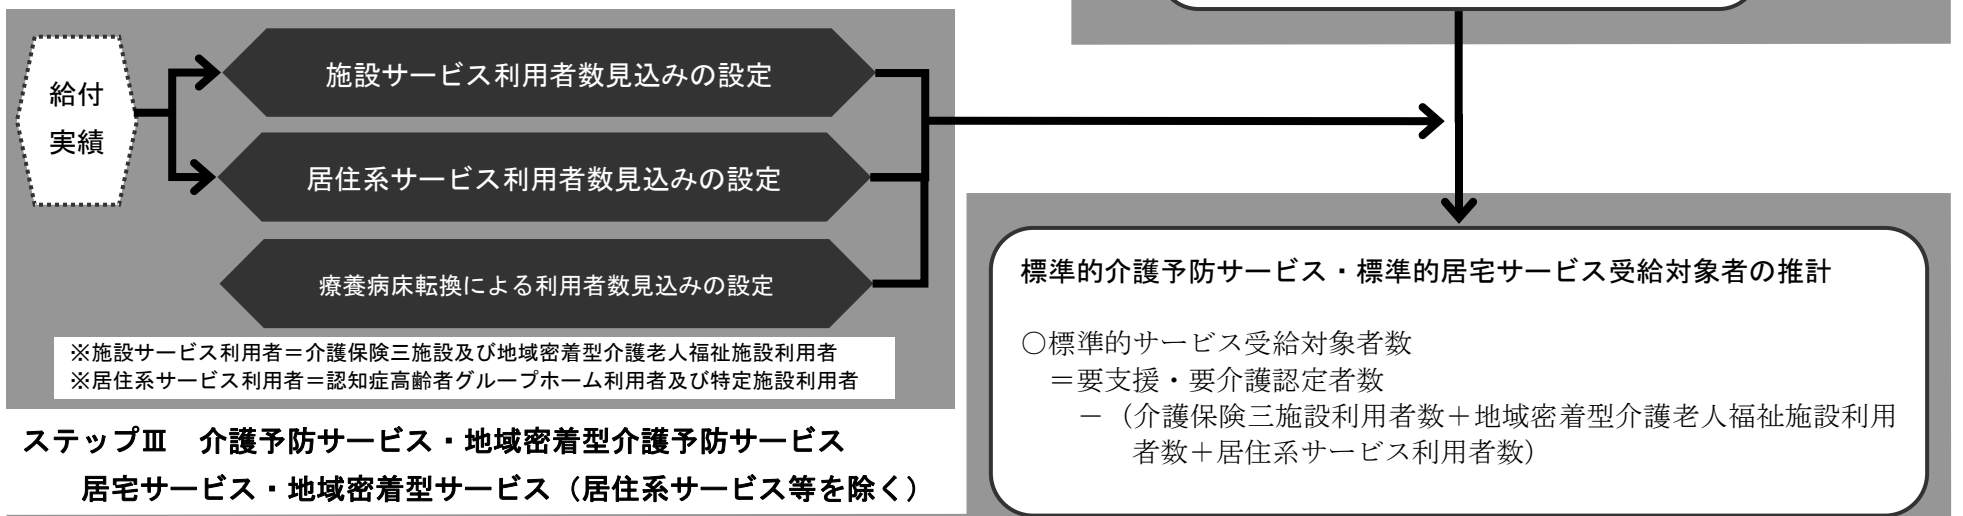 給付
実績
施設サービス利用者数見込みの設定
居住系サービス利用者数見込みの設定
療養病床転換による利用者数見込みの設定
※施設サービス利用者＝介護保険三施設及び地域密着型介護老人福祉施設利用者
※居住系サービス利用者＝認知症高齢者グループホーム利用者及び特定施設利用者
ステップⅢ　介護予防サービス・地域密着型介護予防サービス
居宅サービス・地域密着型サービス（居住系サービス等を除く）
標準的介護予防サービス・標準的居宅サービス受給対象者の推計
○標準的サービス受給対象者数
＝要支援・要介護認定者数
－（介護保険三施設利用者数＋地域密着型介護老人福祉施設利用
者数＋居住系サービス利用者数）